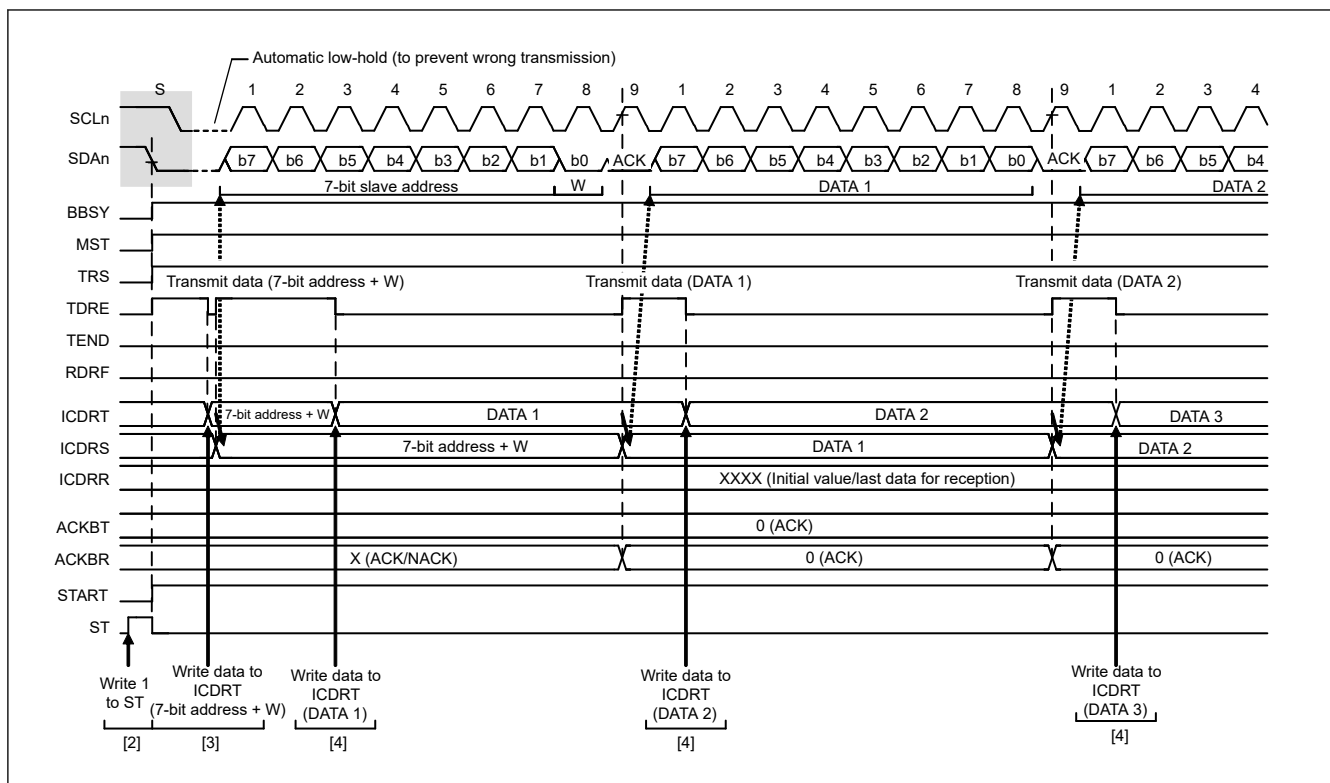 Automatic low-hold (to prevent wrong transmission)
S 1 2 3 4 5 6 7 8 9 1 2 3 4 5 6 7 8 9 1 2 3 4
SCLn
SDAn b7 b6 b5 b4 b3 b2 b1 b0 ACK b7 b6 b5 b4 b3 b2 b1 b0 ACK b7 b6 b5 b4
7-bit slave address W DATA 1 DATA 2
BBSY
MST
TRS
Transmit data (7-bit address + W) Transmit data (DATA 1) Transmit data (DATA 2)
TDRE
TEND
RDRF
ICDRT 7-bit address + W DATA 1 DATA 2 DATA 3
ICDRS 7-bit address + W DATA 1 DATA 2
ICDRR XXXX (Initial value/last data for reception)
ACKBT 0 (ACK)
ACKBR X (ACK/NACK) 0 (ACK) 0 (ACK)
START
ST
Write 1
to ST
Write data to
ICDRT
(7-bit address + W)
Write data to
ICDRT
(DATA 1)
Write data to
ICDRT
(DATA 2)
Write data to
ICDRT
(DATA 3)
[2] [3] [4] [4] [4]